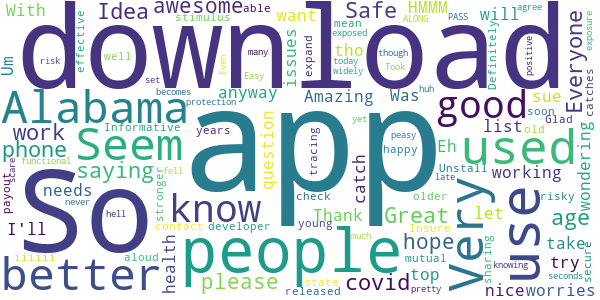 download
app
So
people
Alabama
Seem
used
good
know
better
Very
use
Idea
awesome
Safe
HMMM
able
Everyone
With
stimulus
want
will
mean
exposed
agree
Um
effective
well
issues
tho
expand
Definitely
PASS
ALONG
Even
though
Took
today
widely
positive
exposure
risk
many
Easy
set
becomes
protection
anyway
Amazing
Was
sue
soon
catches
huh
Glad
list
old
yet
peasy
happy
work
phone
saying
Informative
years
question
tracing
Eh
wondering
payout
scare
functional
never
needs
stronger
fell
catch
check
older
Unstall
working
risky
late
I'll
hell
aloud
iiiiii
health
contact
developer
young
Thank
Great
let
age
take
secure
please
covid
hope
top
mutual
Insure
state
released
much
pretty
sharing
nice
try
knowing
seconds
worries